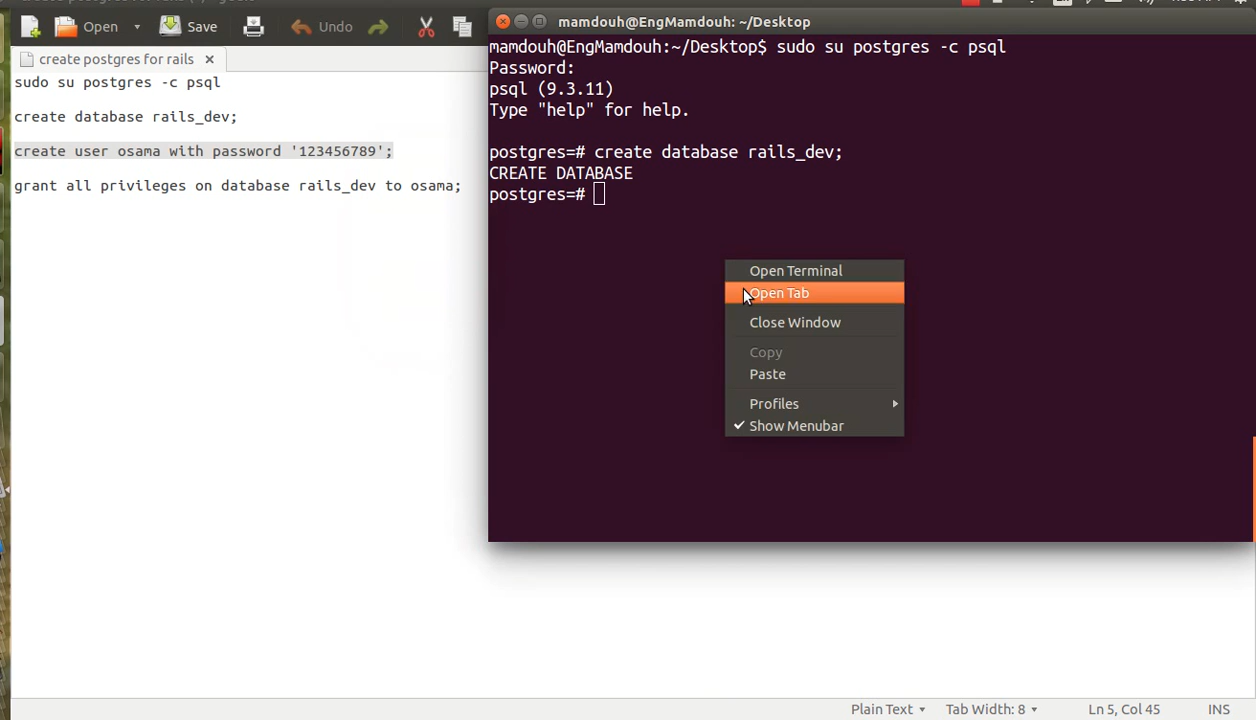 Open
Save
Undo
create postgres for rails
sudo su postgres -c psql
create database rails_dev;
create user osama with password '123456789';
grant all privileges on database rails_dev to osama;
mamdouh@EngMamdouh: ~/Desktop
mamdouh@EngMamdouh:~/Desktop$ sudo su postgres -c psql
Password:
psql (9.3.11)
Type "help" for help.
postgres=# create database rails_dev;
CREATE DATABASE
postgres=#
Open Terminal
Open Tab
Close Window
Copy
Paste
Profiles
Show Menubar
Plain Text
Tab Width: 8
Ln 5, Col 45
INS